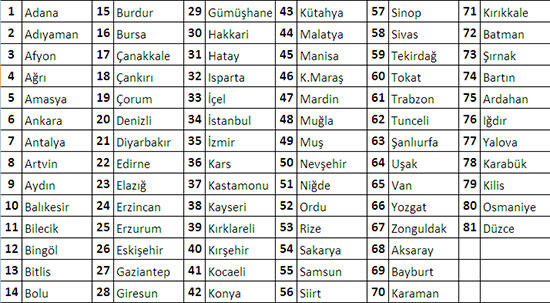 1 Adana 15 Burdur 29 Gümüşhane 43 Kütahya 57 Sinop 71 Kırıkkale
2 Adıyaman 16 Bursa 30 Hakkari 44 Malatya 58 Sivas 72 Batman
3 Afyon 17 Çanakkale 31 Hatay 45 Manisa 59 Tekirdağ 73 Şırnak
4 Ağrı 18 Çankırı 32 Isparta 46 K.Maraş 60 Tokat 74 Bartın
5 Amasya 19 Çorum 33 İçel 47 Mardin 61 Trabzon 75 Ardahan
6 Ankara 20 Denizli 34 İstanbul 48 Muğla 62 Tunceli 76 Iğdır
7 Antalya 21 Diyarbakır 35 İzmir 49 Muş 63 Şanlıurfa 77 Yalova
8 Artvin 22 Edirne 36 Kars 50 Nevşehir 64 Uşak 78 Karabük
9 Aydın 23 Elazığ 37 Kastamonu 51 Niğde 65 Van 79 Kilis
10 Balıkesir 24 Erzincan 38 Kayseri 52 Ordu 66 Yozgat 80 Osmaniye
11 Bilecik 25 Erzurum 39 Kırklareli 53 Rize 67 Zonguldak 81 Düzce
12 Bingöl 26 Eskişehir 40 Kırşehir 54 Sakarya 68 Aksaray
13 Bitlis 27 Gaziantep 41 Kocaeli 55 Samsun 69 Bayburt
14 Bolu 28 Giresun 42 Konya 56 Siirt 70 Karaman